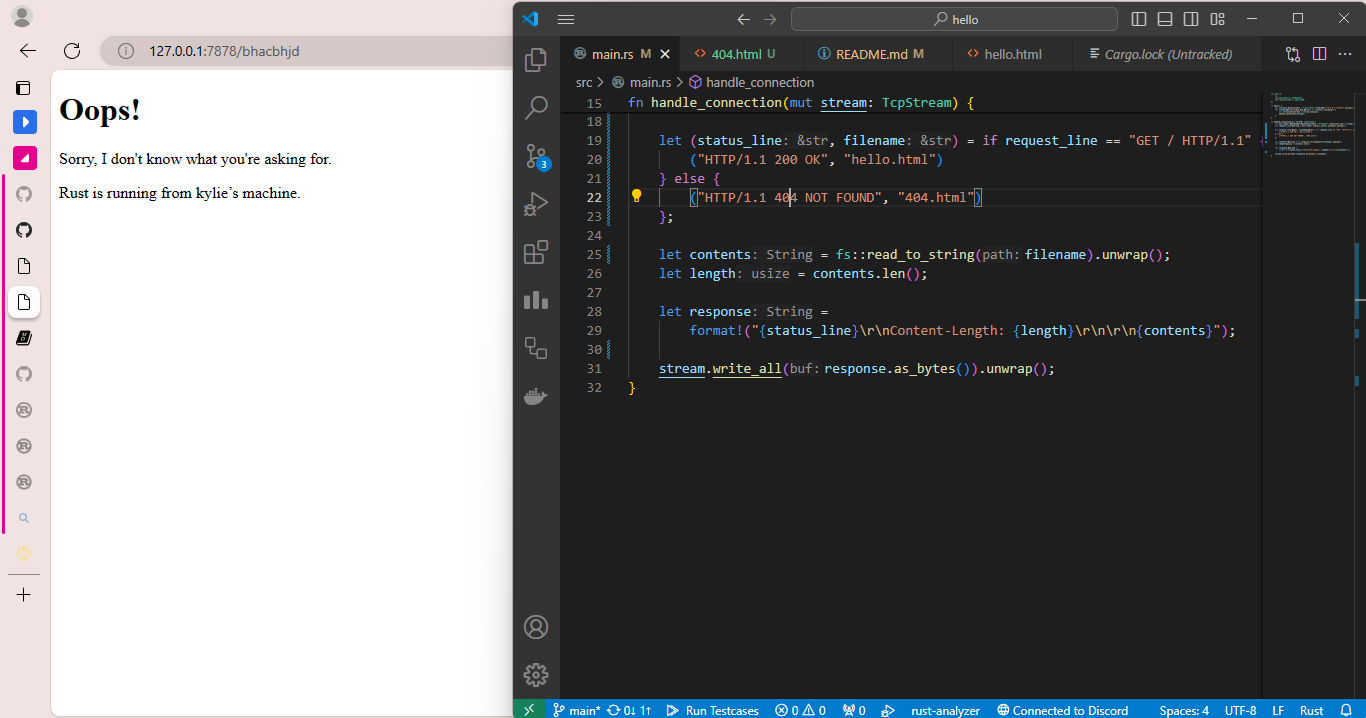 127.0.0.1:7878/bhacbhjd
Oops!
Sorry, I don't know what you're asking for.
Rust is running from kylie’s machine.
hello
main.rs M
404.html U
README.md M
hello.html
Cargo.lock (Untracked)
src > main.rs > handle_connection
15 fn handle_connection(mut stream: TcpStream) {
18
19 let (status_line: &str, filename: &str) = if request_line == "GET / HTTP/1.1" {
20 ("HTTP/1.1 200 OK", "hello.html")
21 } else {
22 ("HTTP/1.1 404 NOT FOUND", "404.html")
23 };
24
25 let contents: String = fs::read_to_string(path: filename).unwrap();
26 let length: usize = contents.len();
27
28 let response: String =
29 format!("{status_line}\r\nContent-Length: {length}\r\n\r\n{contents}");
30
31 stream.write_all(buf: response.as_bytes()).unwrap();
32 }
3
main* 0↓ 1↑ Run Testcases 0 0 0 rust-analyzer Connected to Discord Spaces: 4 UTF-8 LF Rust